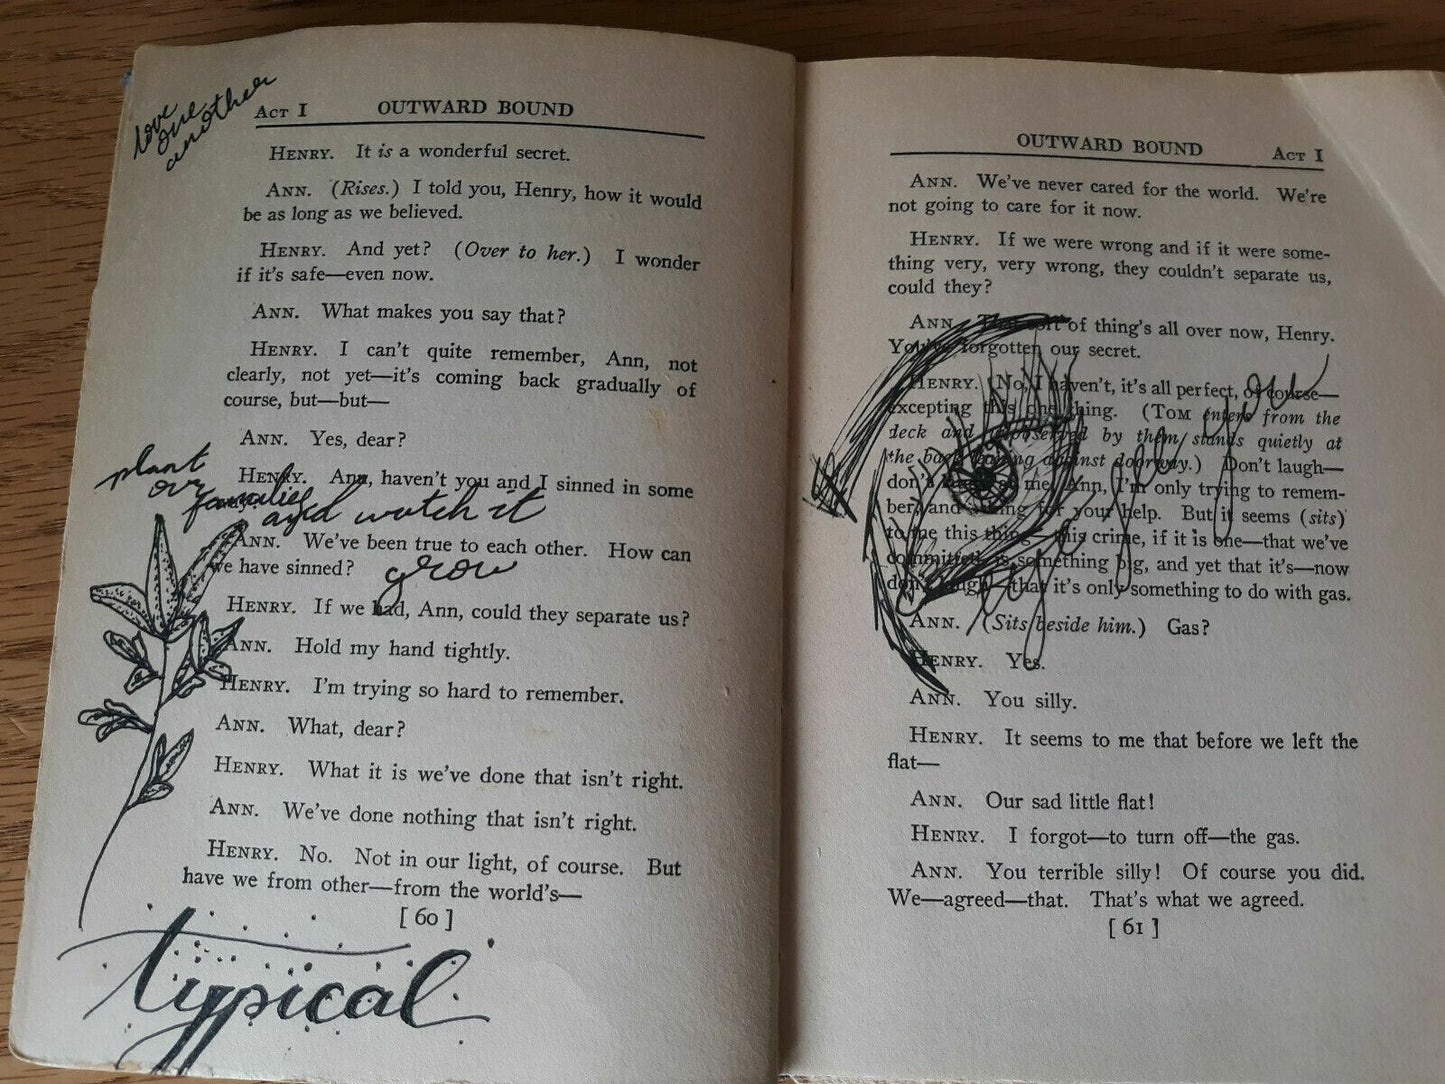 love
one
another
ACT I OUTWARD BOUND
HENRY. It is a wonderful secret.
ANN. (Rises.) I told you, Henry, how it would
be as long as we believed.
HENRY. And yet? (Over to her.) I wonder
if it's safe—even now.
ANN. What makes you say that?
HENRY. I can't quite remember, Ann, not
clearly, not yet—it's coming back gradually of
course, but—but—
ANN. Yes, dear?
plant
our
families
and watch it
grow
HENRY. Ann, haven't you and I sinned in some
ANN. We've been true to each other. How can
we have sinned?
HENRY. If we had, Ann, could they separate us?
ANN. Hold my hand tightly.
HENRY. I'm trying so hard to remember.
ANN. What, dear?
HENRY. What it is we've done that isn't right.
ANN. We've done nothing that isn't right.
HENRY. No. Not in our light, of course. But
have we from other—from the world's—
[ 60 ]
typical
OUTWARD BOUND ACT I
ANN. We've never cared for the world. We're
not going to care for it now.
HENRY. If we were wrong and if it were some-
thing very, very wrong, they couldn't separate us,
could they?
ANN. That sort of thing's all over now, Henry.
You've forgotten our secret.
HENRY. No, I haven't, it's all perfect, of course—
excepting this one thing. (TOM enters from the
deck and unobserved by them stands quietly at
the back leaning against doorway.) Don't laugh—
don't laugh at me, Ann, I'm only trying to remem-
ber, and asking for your help. But it seems (sits)
to me this thing—this crime, if it is one—that we've
committed is something big, and yet that it's—now
don't laugh—that it's only something to do with gas.
ANN. (Sits beside him.) Gas?
HENRY. Yes.
ANN. You silly.
HENRY. It seems to me that before we left the
flat—
ANN. Our sad little flat!
HENRY. I forgot—to turn off—the gas.
ANN. You terrible silly! Of course you did.
We—agreed—that. That's what we agreed.
[ 61 ]
eye see you